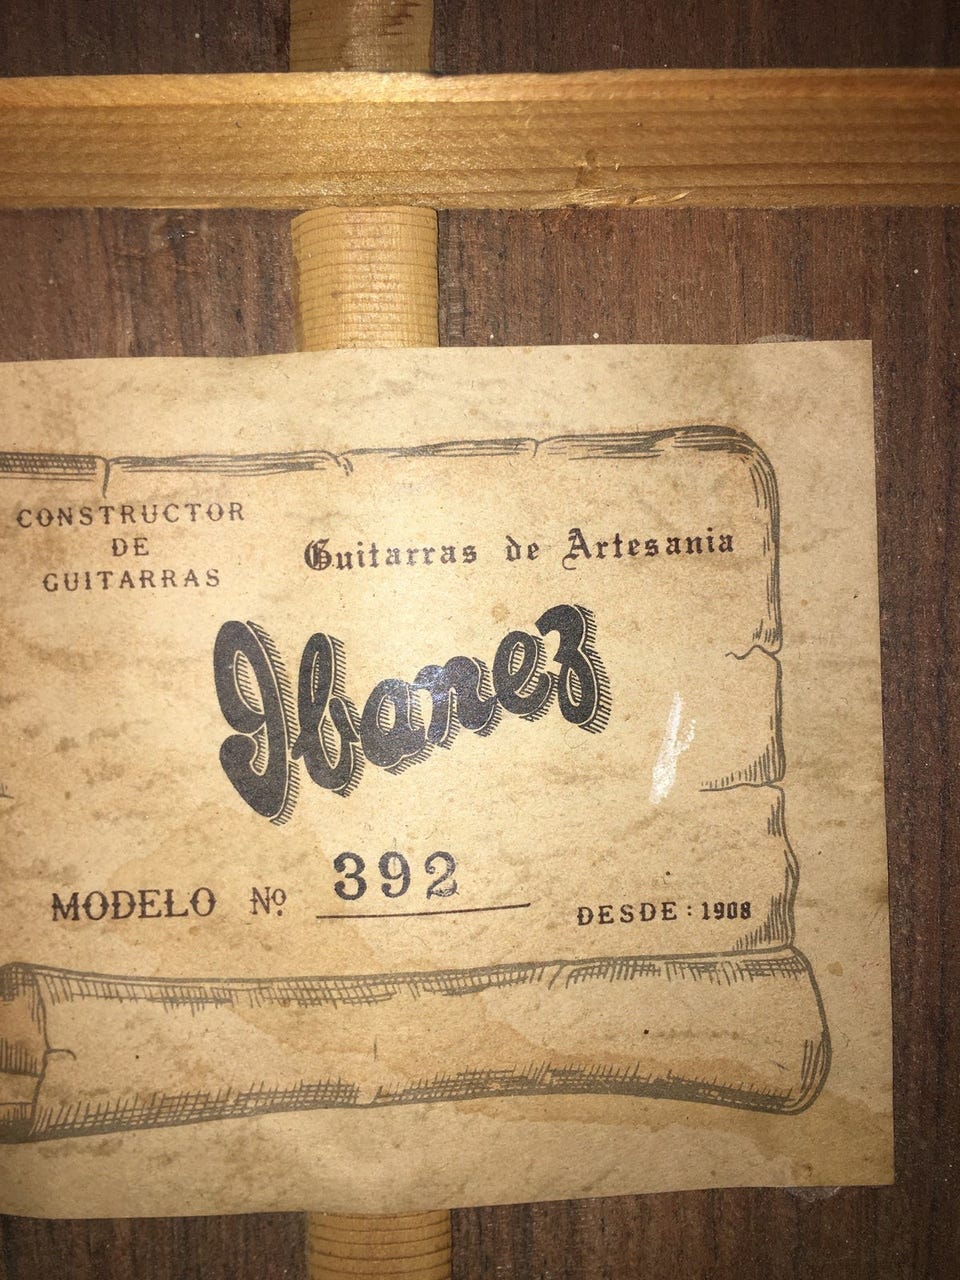 CONSTRUCTOR
DE
GUITARRAS
Guitarras de Artesania
Ibanez
MODELO Nº 392
DESDE: 1908